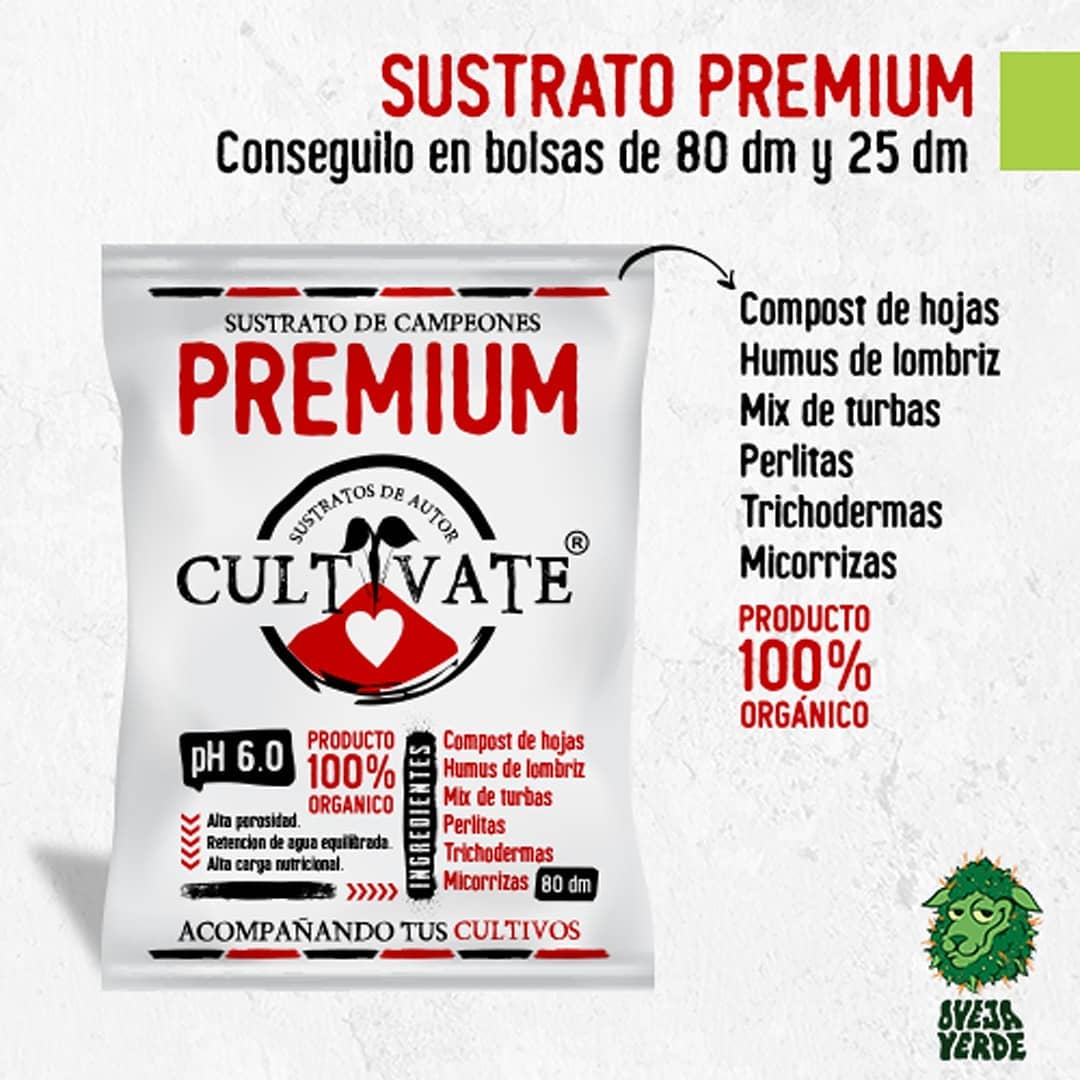 SUSTRATO PREMIUM
Conseguilo en bolsas de 80 dm y 25 dm
SUSTRATO DE CAMPEONES
PREMIUM
SUSTRATOS DE AUTOR
CULTIVATE®
pH 6.0
PRODUCTO
100%
ORGANICO
Alta porosidad.
Retencion de agua equilibrada.
Alta carga nutricional.
INGREDIENTES
Compost de hojas
Humus de lombriz
Mix de turbas
Perlitas
Trichodermas
Micorrizas
80 dm
ACOMPAÑANDO TUS CULTIVOS
Compost de hojas
Humus de lombriz
Mix de turbas
Perlitas
Trichodermas
Micorrizas
PRODUCTO
100%
ORGÁNICO
OVEJA
VERDE